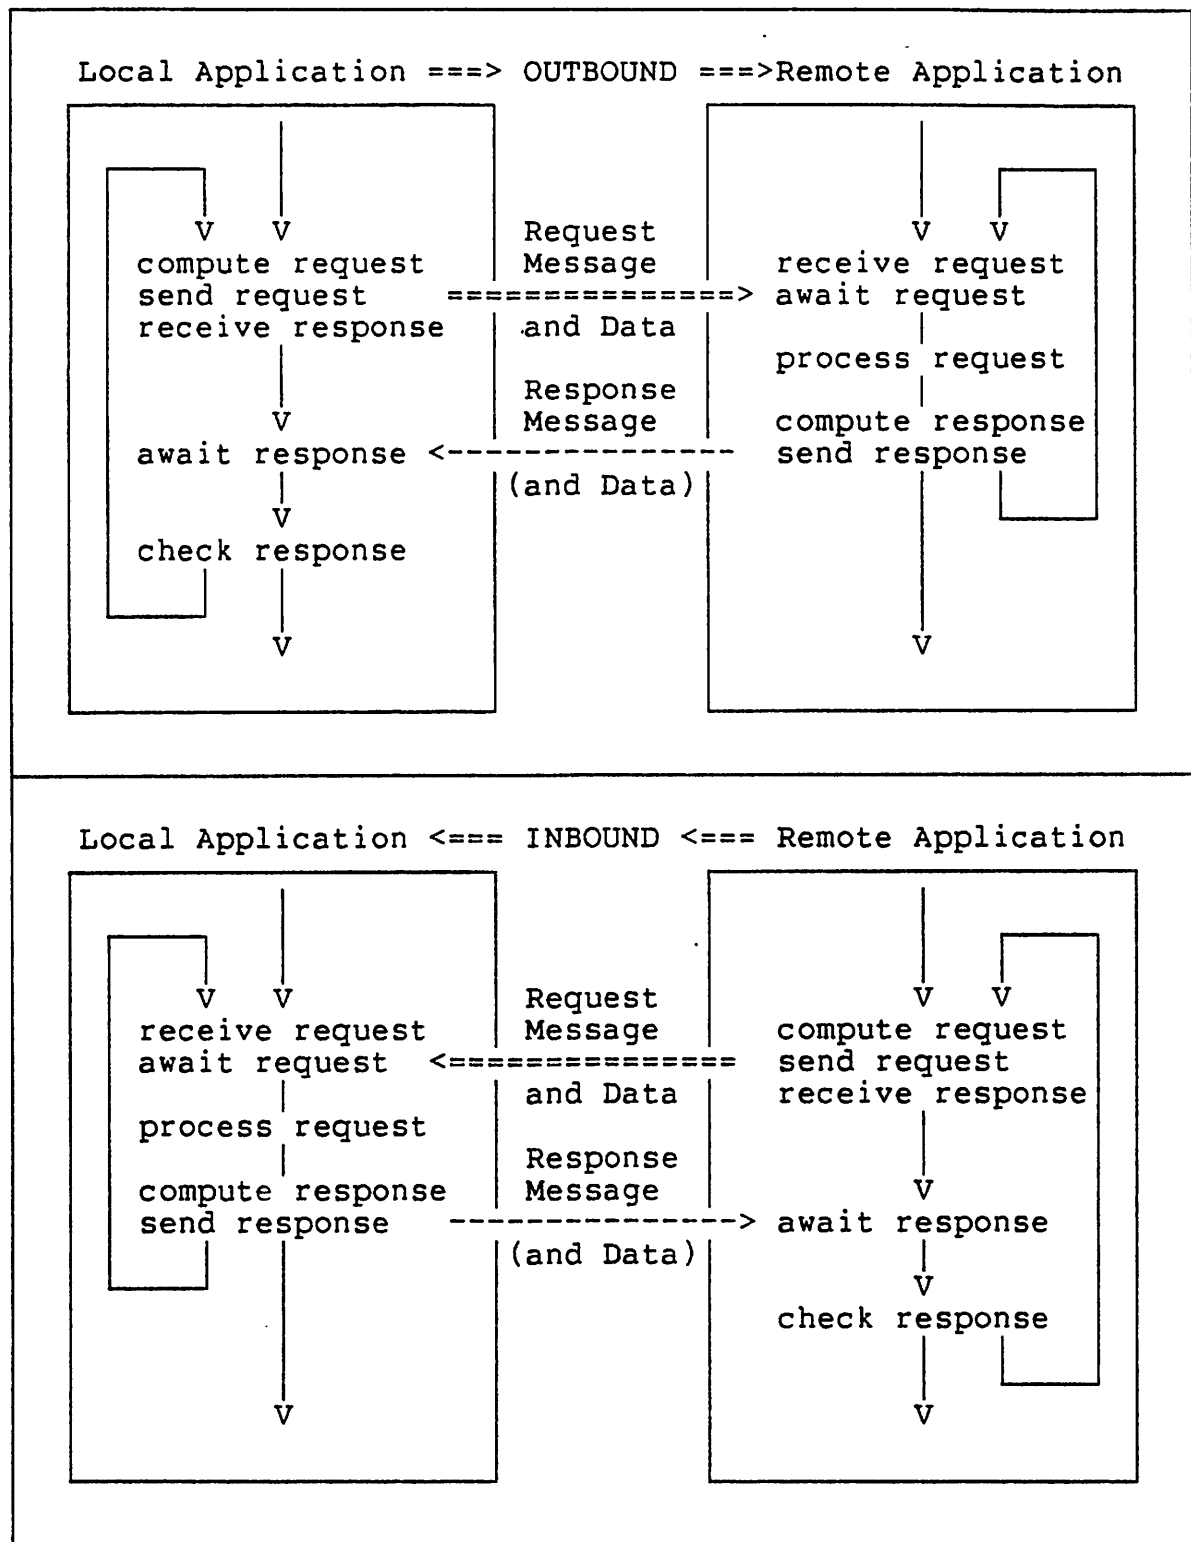 Local Application ===> OUTBOUND ===>Remote Application
compute request
send request
receive response
await response
check response
Request
Message
===============>
and Data
Response
Message
<---------------
(and Data)
receive request
await request
process request
compute response
send response
Local Application <=== INBOUND <=== Remote Application
receive request
await request
process request
compute response
send response
Request
Message
<===============
and Data
Response
Message
--------------->
(and Data)
compute request
send request
receive response
await response
check response